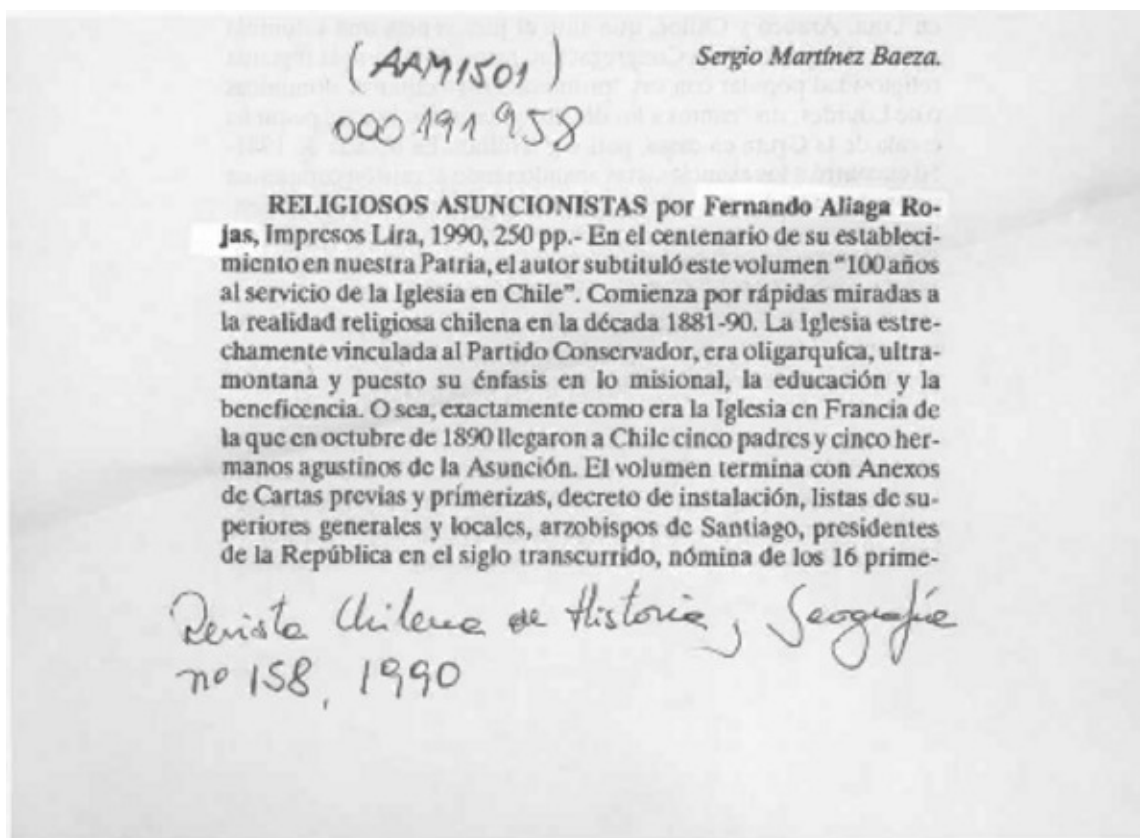 (AAM1501)
Sergio Martínez Baeza.
000 191 958
RELIGIOSOS ASUNCIONISTAS por Fernando Aliaga Ro-
jas, Impresos Lira, 1990, 250 pp.- En el centenario de su estableci-
miento en nuestra Patria, el autor subtituló este volumen “100 años
al servicio de la Iglesia en Chile”. Comienza por rápidas miradas a
la realidad religiosa chilena en la década 1881-90. La Iglesia estre-
chamente vinculada al Partido Conservador, era oligarquíca, ultra-
montana y puesto su énfasis en lo misional, la educación y la
beneficencia. O sea, exactamente como era la Iglesia en Francia de
la que en octubre de 1890 llegaron a Chile cinco padres y cinco her-
manos agustinos de la Asunción. El volumen termina con Anexos
de Cartas previas y prímerizas, decreto de instalación, listas de su-
periores generales y locales, arzobispos de Santiago, presidentes
de la República en el siglo transcurrido, nómina de los 16 prime-
Revista Chilena de Historia y Geografía
nº 158, 1990